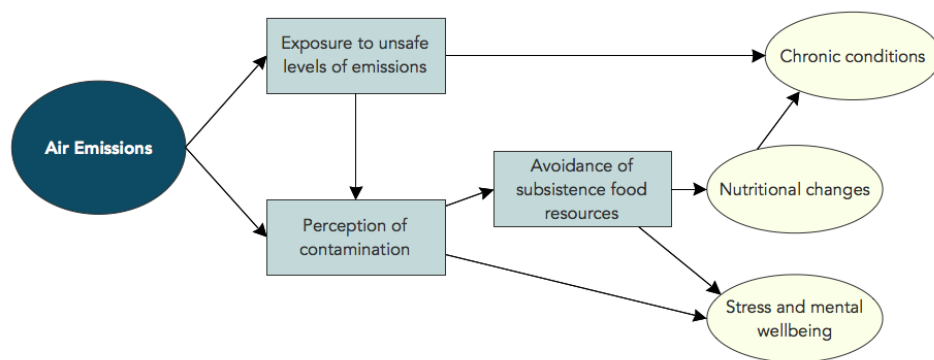 Exposure to unsafe
levels of emissions
Chronic conditions
Air Emissions
Avoidance of
subsistence food
resources
Nutritional changes
Perception of
contamination
Stress and mental
wellbeing